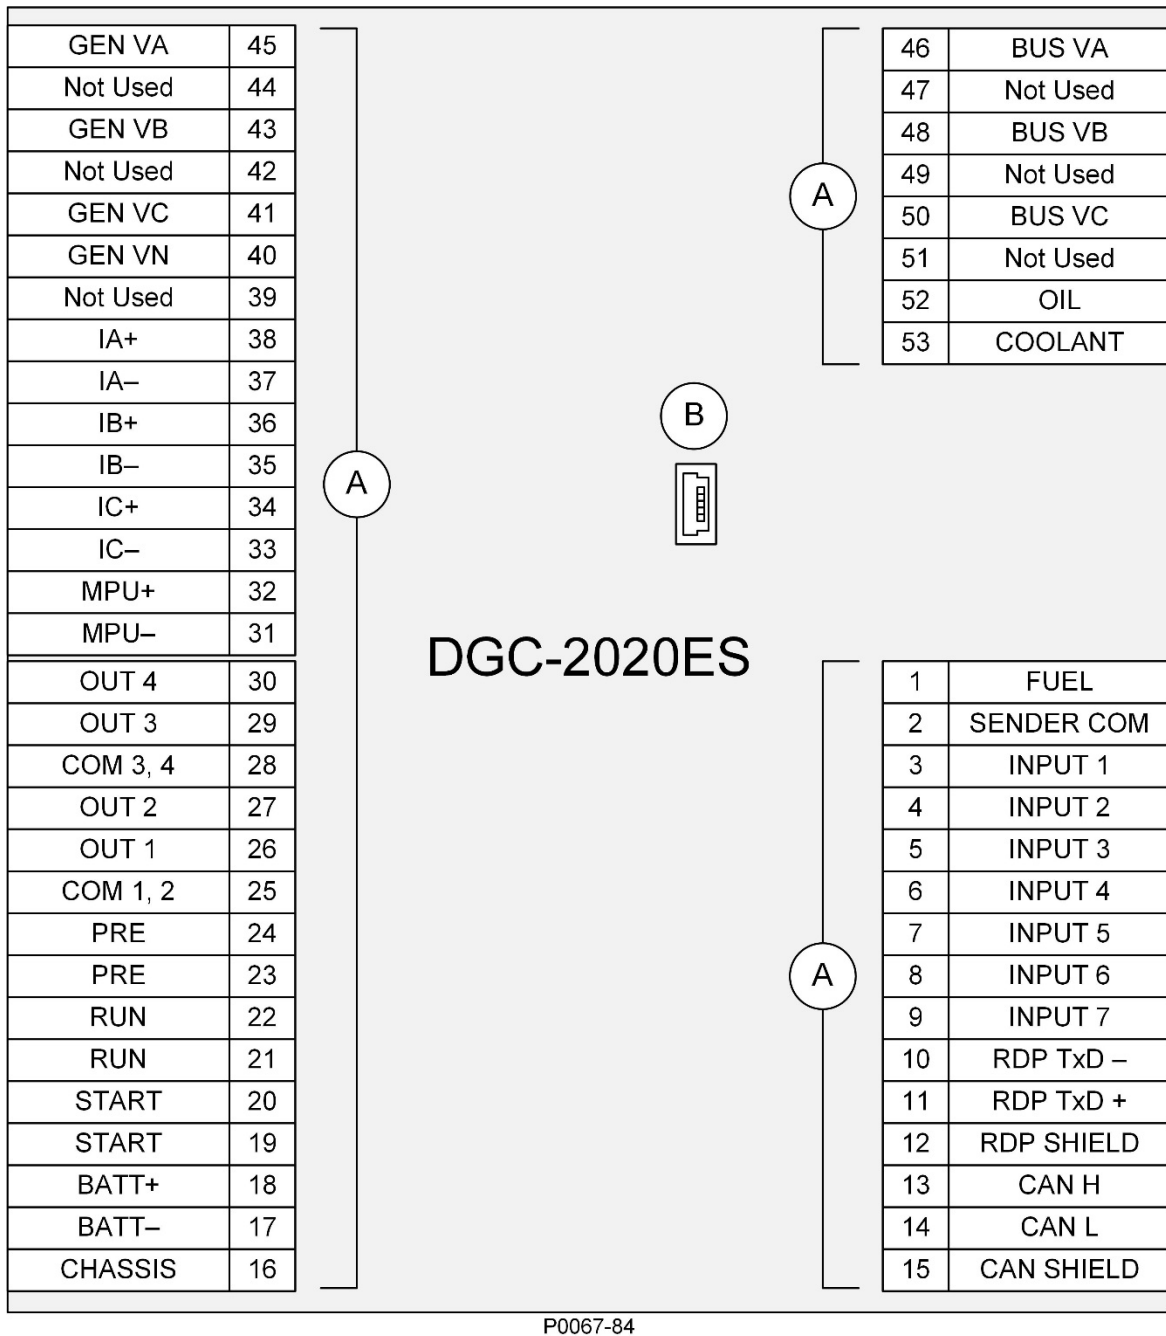 GEN VA 45
Not Used 44
GEN VB 43
Not Used 42
GEN VC 41
GEN VN 40
Not Used 39
IA+ 38
IA– 37
IB+ 36
IB– 35
IC+ 34
IC– 33
MPU+ 32
MPU– 31
OUT 4 30
OUT 3 29
COM 3, 4 28
OUT 2 27
OUT 1 26
COM 1, 2 25
PRE 24
PRE 23
RUN 22
RUN 21
START 20
START 19
BATT+ 18
BATT– 17
CHASSIS 16
A
B
DGC-2020ES
A
46 BUS VA
47 Not Used
48 BUS VB
49 Not Used
50 BUS VC
51 Not Used
52 OIL
53 COOLANT
A
1 FUEL
2 SENDER COM
3 INPUT 1
4 INPUT 2
5 INPUT 3
6 INPUT 4
7 INPUT 5
8 INPUT 6
9 INPUT 7
10 RDP TxD –
11 RDP TxD +
12 RDP SHIELD
13 CAN H
14 CAN L
15 CAN SHIELD
P0067-84